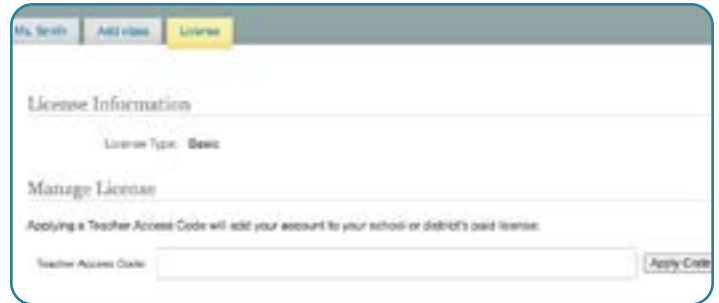 Ms. Smith Add class License
License Information
License Type: Basic
Manage License
Applying a Teacher Access Code will add your account to your school or district's paid license.
Teacher Access Code: Apply Code